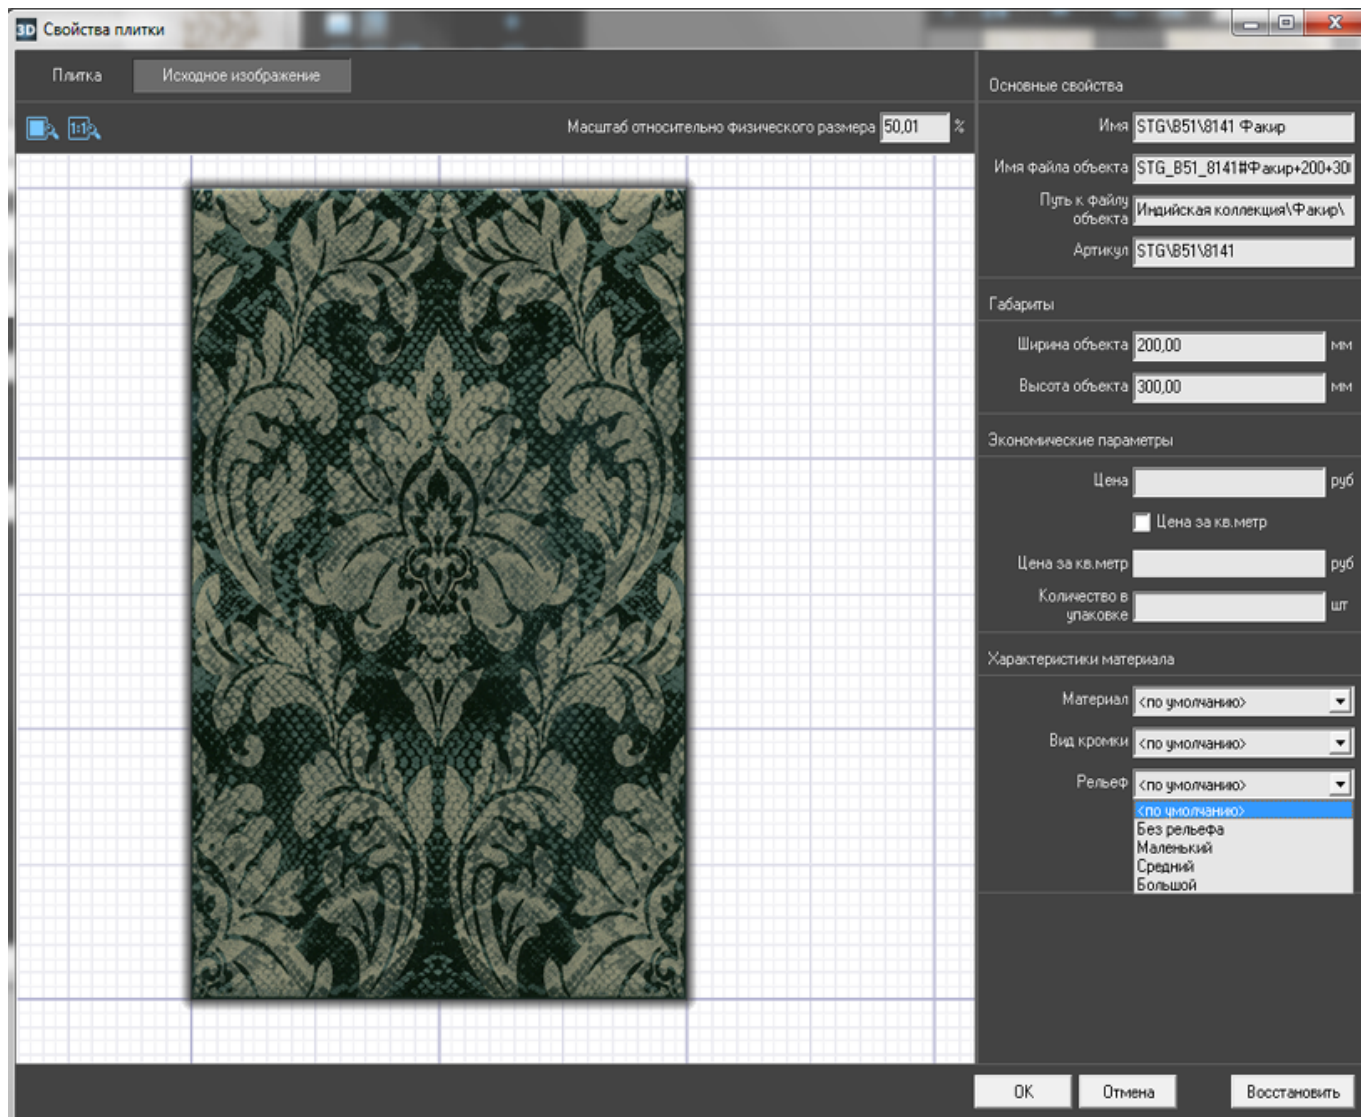 3D Свойства плитки
Плитка Исходное изображение
1:1 Масштаб относительно физического размера 50,01 %
Основные свойства
Имя STG\B51\8141 Факир
Имя файла объекта STG_B51_8141#Факир+200+30
Путь к файлу
объекта Индийская коллекция\Факир\
Артикул STG\B51\8141
Габариты
Ширина объекта 200,00 мм
Высота объекта 300,00 мм
Экономические параметры
Цена руб
Цена за кв.метр
Цена за кв.метр руб
Количество в
упаковке шт
Характеристики материала
Материал <по умолчанию>
Вид кромки <по умолчанию>
Рельеф <по умолчанию>
<по умолчанию>
Без рельефа
Маленький
Средний
Большой
OK Отмена Восстановить